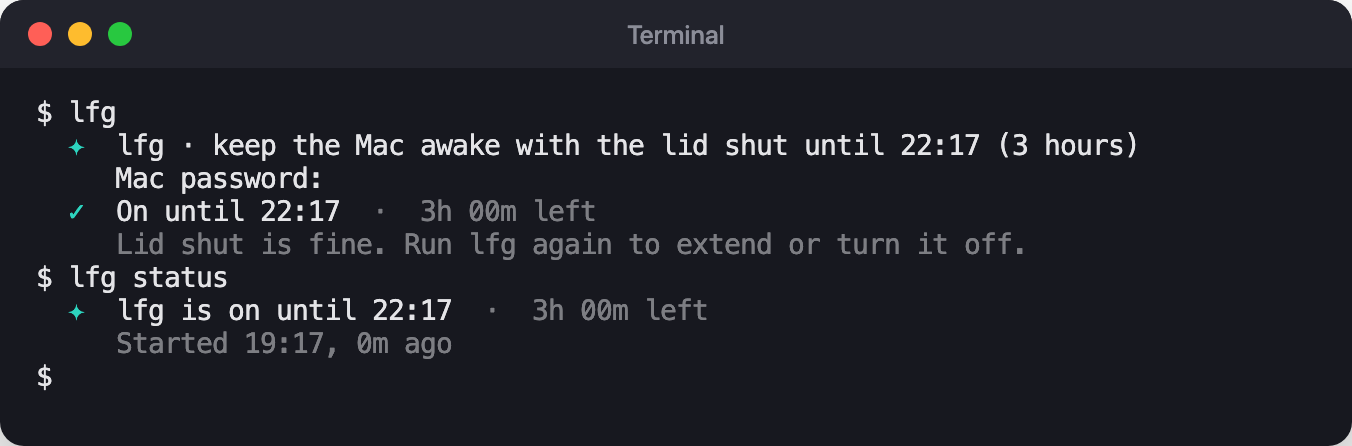 Terminal
$ lfg
✦ lfg · keep the Mac awake with the lid shut until 22:17 (3 hours)
Mac password:
✓ On until 22:17 · 3h 00m left
Lid shut is fine. Run lfg again to extend or turn it off.
$ lfg status
✦ lfg is on until 22:17 · 3h 00m left
Started 19:17, 0m ago
$